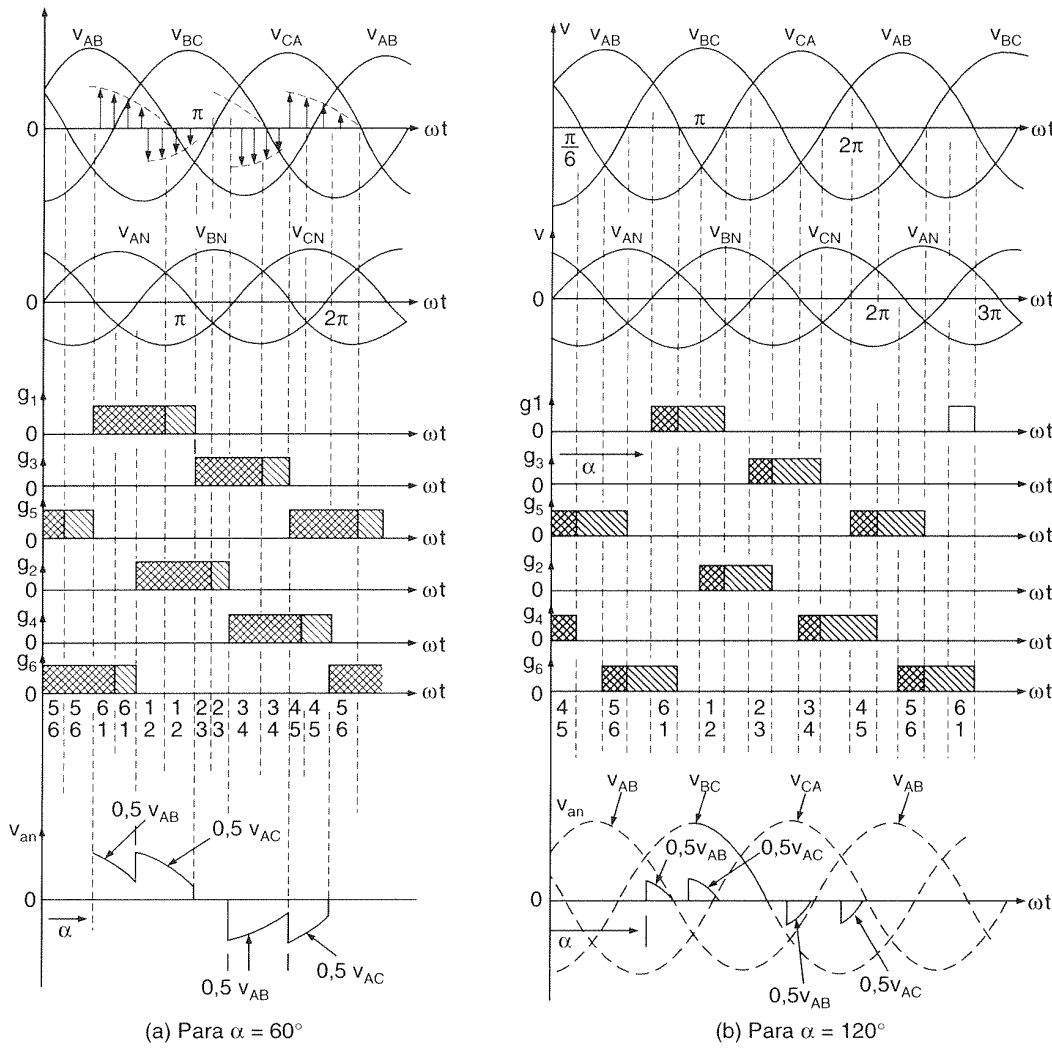 v_AB v_BC v_CA v_AB
0 π ωt
v_AN v_BN v_CN
0 π 2π ωt
g_1
0 ωt
g_3
0 ωt
g_5
0 ωt
g_2
0 ωt
g_4
0 ωt
g_6
0 ωt
5 5 6 6 1 1 2 2 3 3 4 4 5
6 6 1 1 2 2 3 3 4 4 5 5 6
0,5 v_AB
0,5 v_AC
v_an
0 ωt
α
0,5 v_AB
0,5 v_AC
(a) Para α = 60°
v v_AB v_BC v_CA v_AB v_BC
0 π/6 π 2π ωt
v v_AN v_BN v_CN v_AN
0 2π 3π ωt
g1
0 ωt
g_3 α
0 ωt
g_5
0 ωt
g_2
0 ωt
g_4
0 ωt
g_6
0 ωt
4 5 6 1 2 3 4 5 6
5 6 1 2 3 4 5 6 1
v_AB v_BC v_CA v_AB
v_an
0,5v_AB 0,5v_AC
0 ωt
α
0,5v_AB 0,5v_AC
(b) Para α = 120°